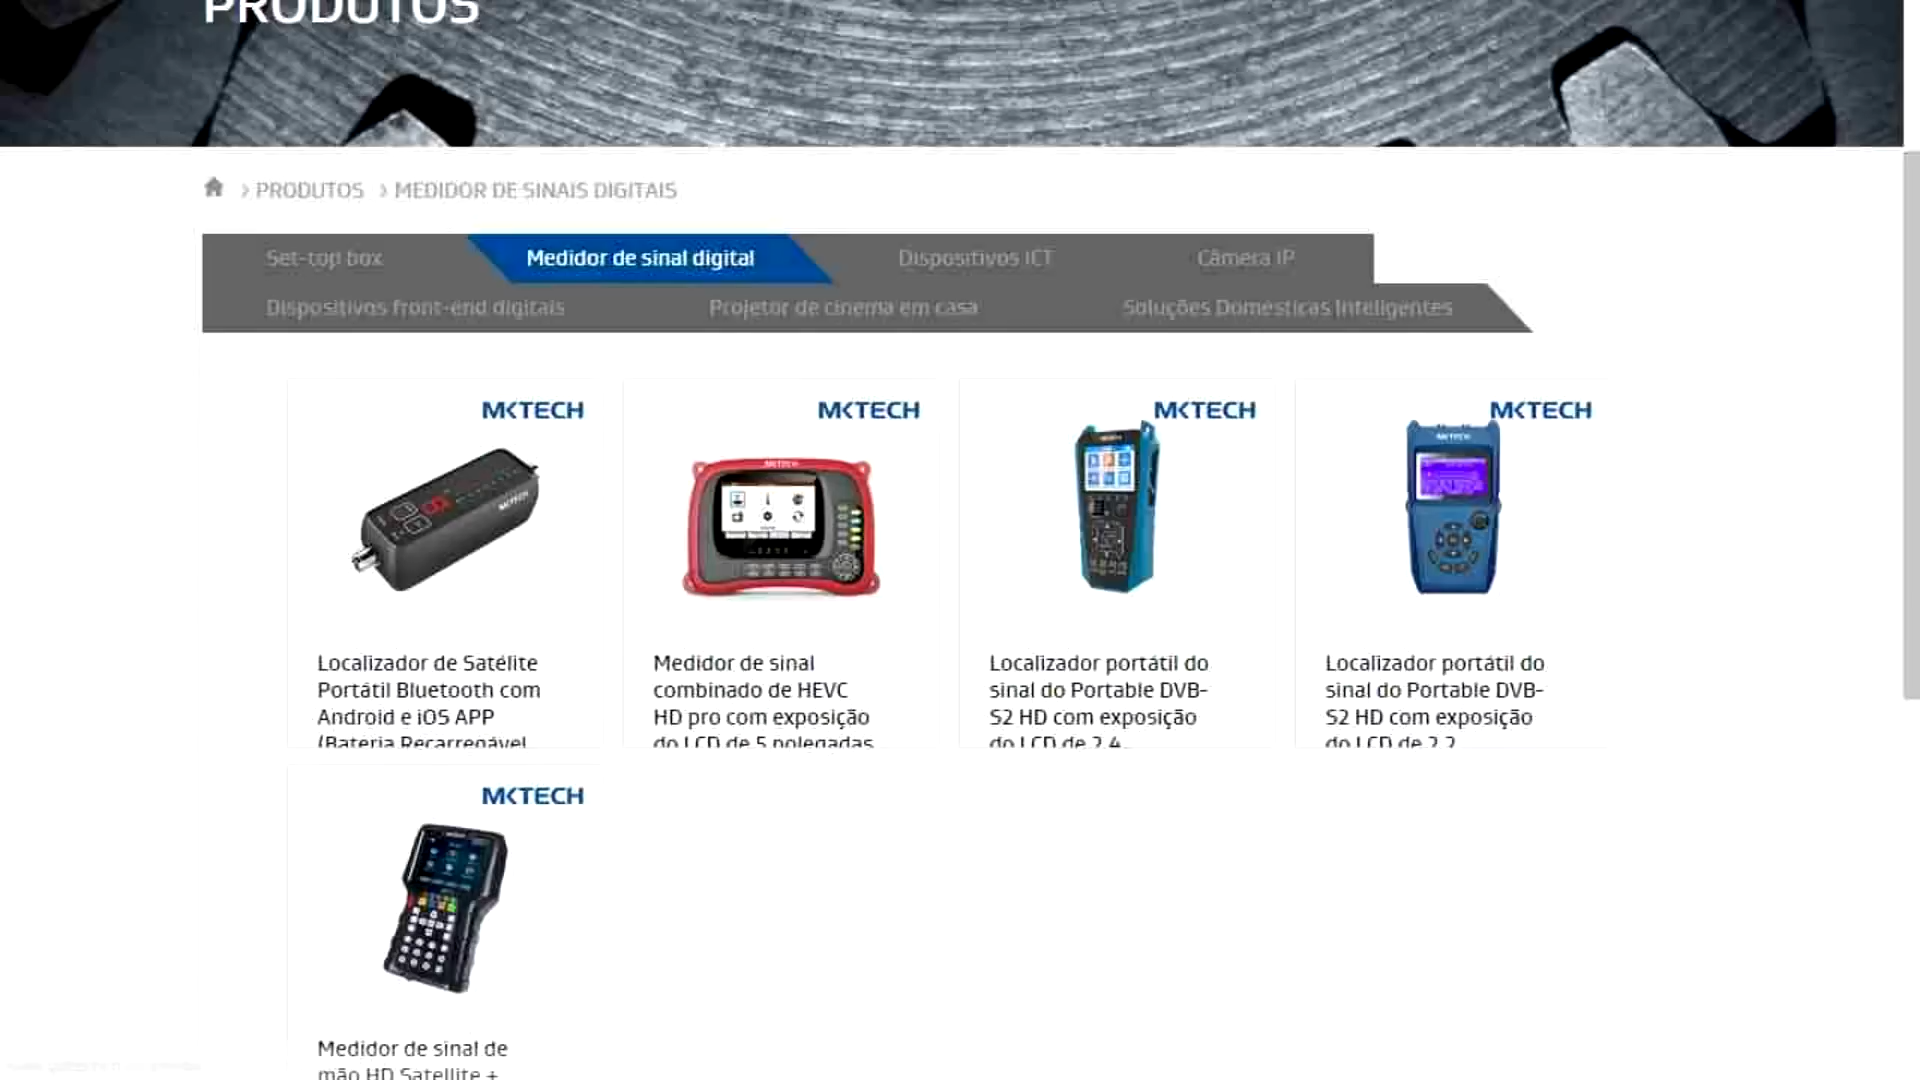 PRODUTOS
> PRODUTOS > MEDIDOR DE SINAIS DIGITAIS
Set-top box Medidor de sinal digital Dispositivos ICT Câmera IP
Dispositivos front-end digitais Projetor de cinema em casa Soluções Domésticas Inteligentes
MKTECH MKTECH MKTECH MKTECH
Localizador de Satélite
Portátil Bluetooth com
Android e iOS APP
(Bateria Recarregável
Medidor de sinal
combinado de HEVC
HD pro com exposição
do LCD de 5 polegadas
Localizador portátil do
sinal do Portable DVB-
S2 HD com exposição
do LCD de 2.4
Localizador portátil do
sinal do Portable DVB-
S2 HD com exposição
do LCD de 2.2
MKTECH
Medidor de sinal de
mão HD Satellite +